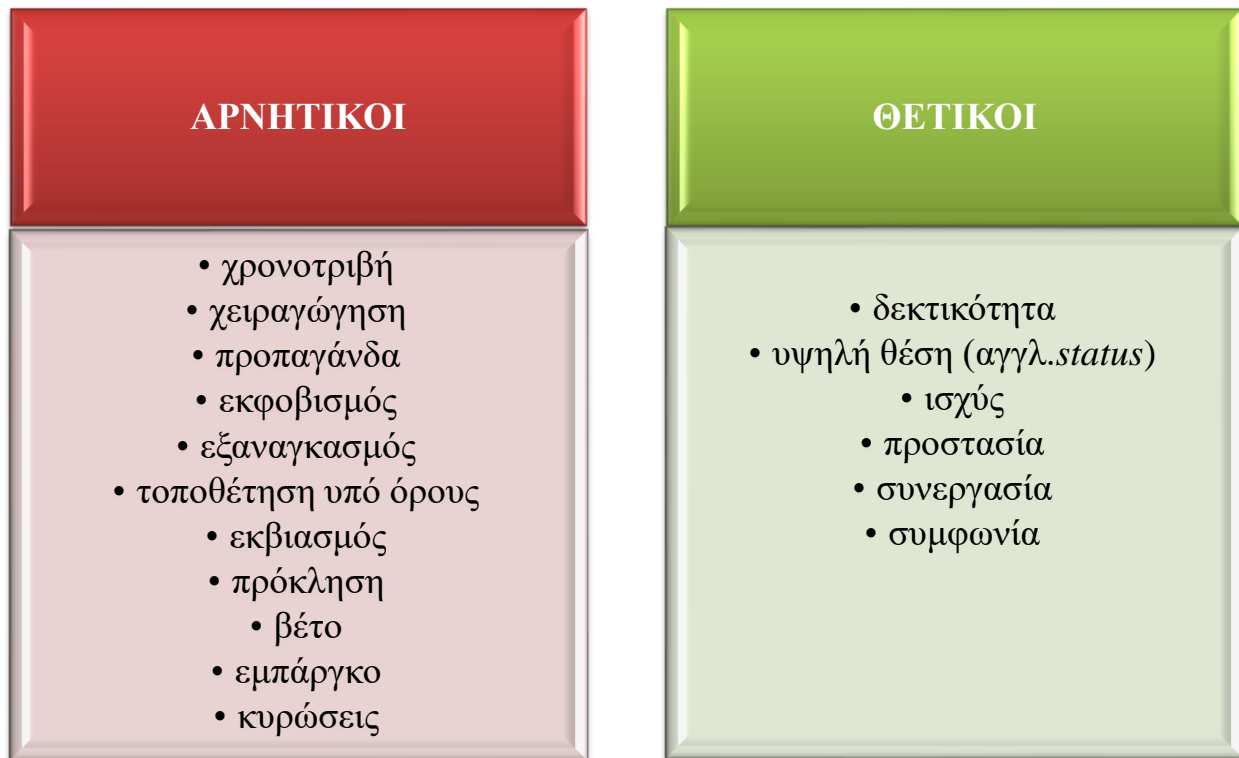 ΑΡΝΗΤΙΚΟΙ
• χρονοτριβή
• χειραγώγηση
• προπαγάνδα
• εκφοβισμός
• εξαναγκασμός
• τοποθέτηση υπό όρους
• εκβιασμός
• πρόκληση
• βέτο
• εμπάργκο
• κυρώσεις
ΘΕΤΙΚΟΙ
• δεκτικότητα
• υψηλή θέση (αγγλ.status)
• ισχύς
• προστασία
• συνεργασία
• συμφωνία